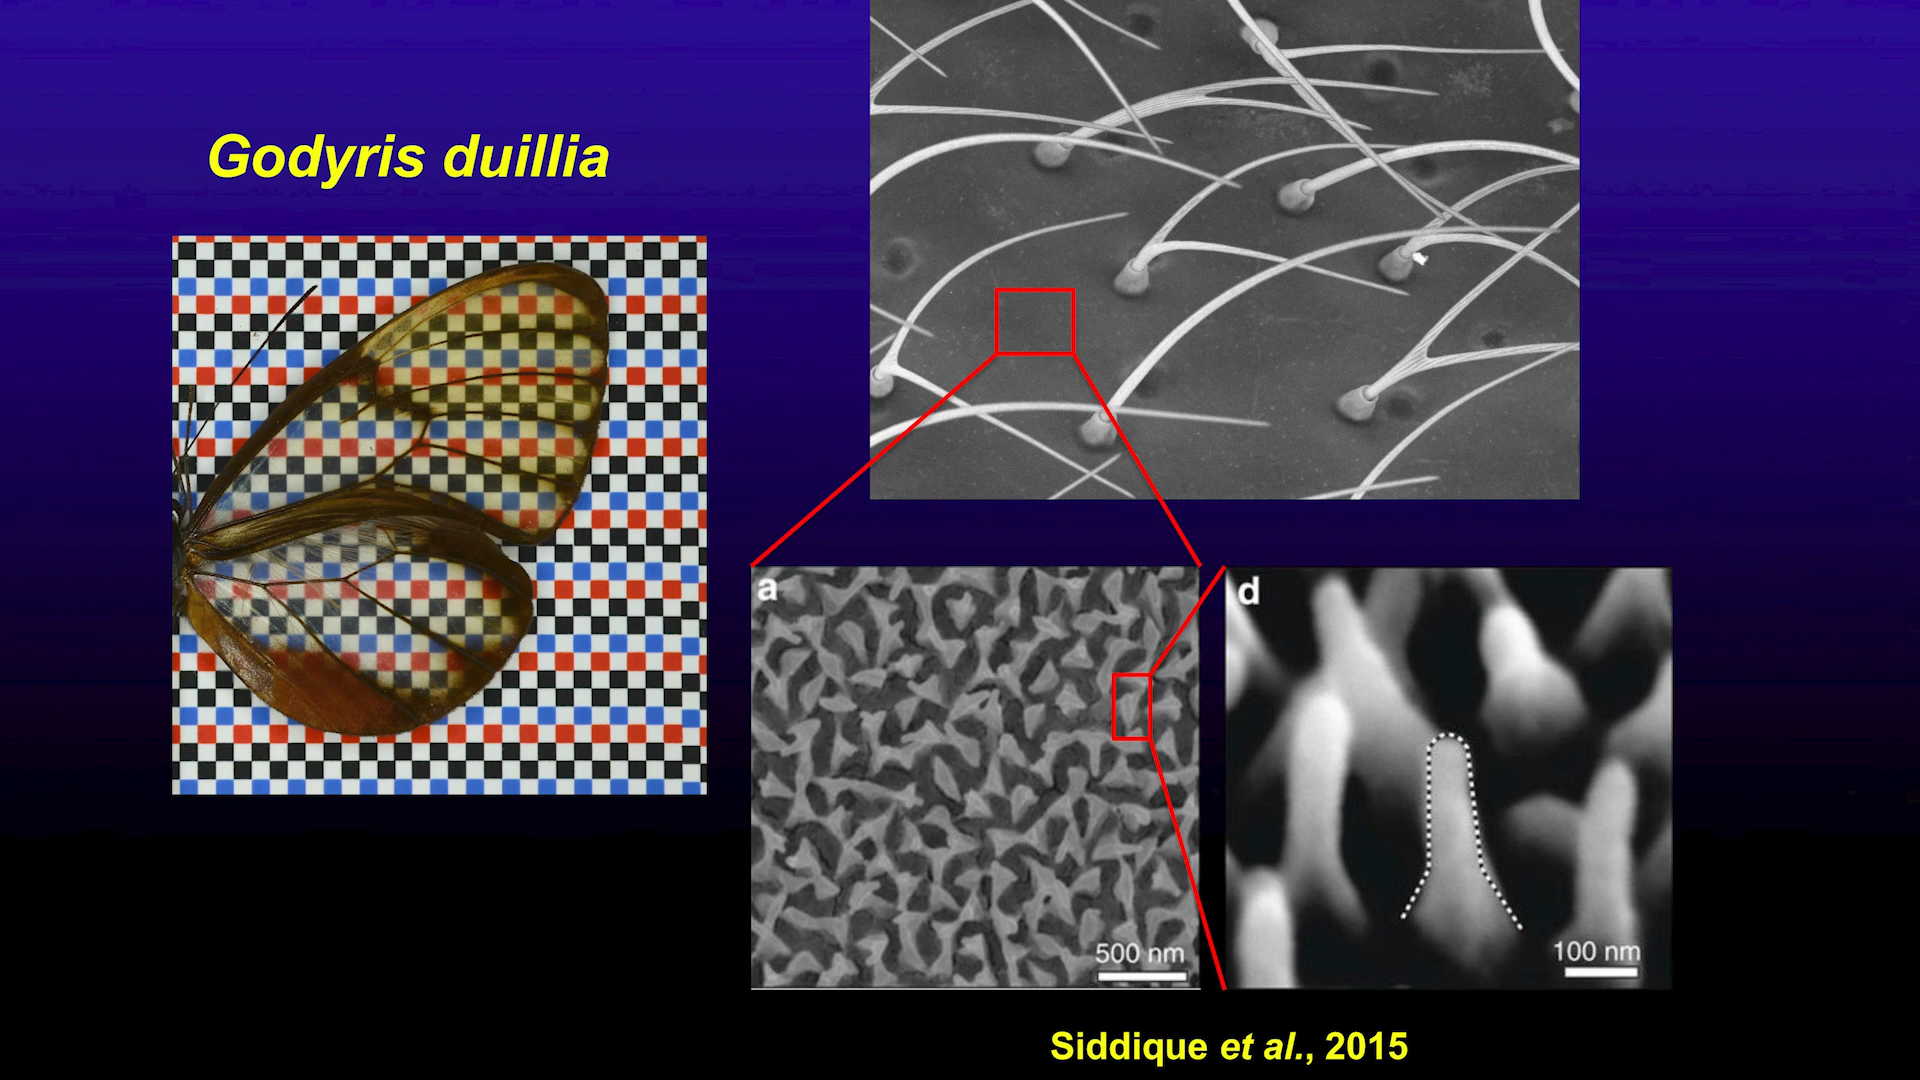 Godyris duillia
a
500 nm
d
100 nm
Siddique et al., 2015